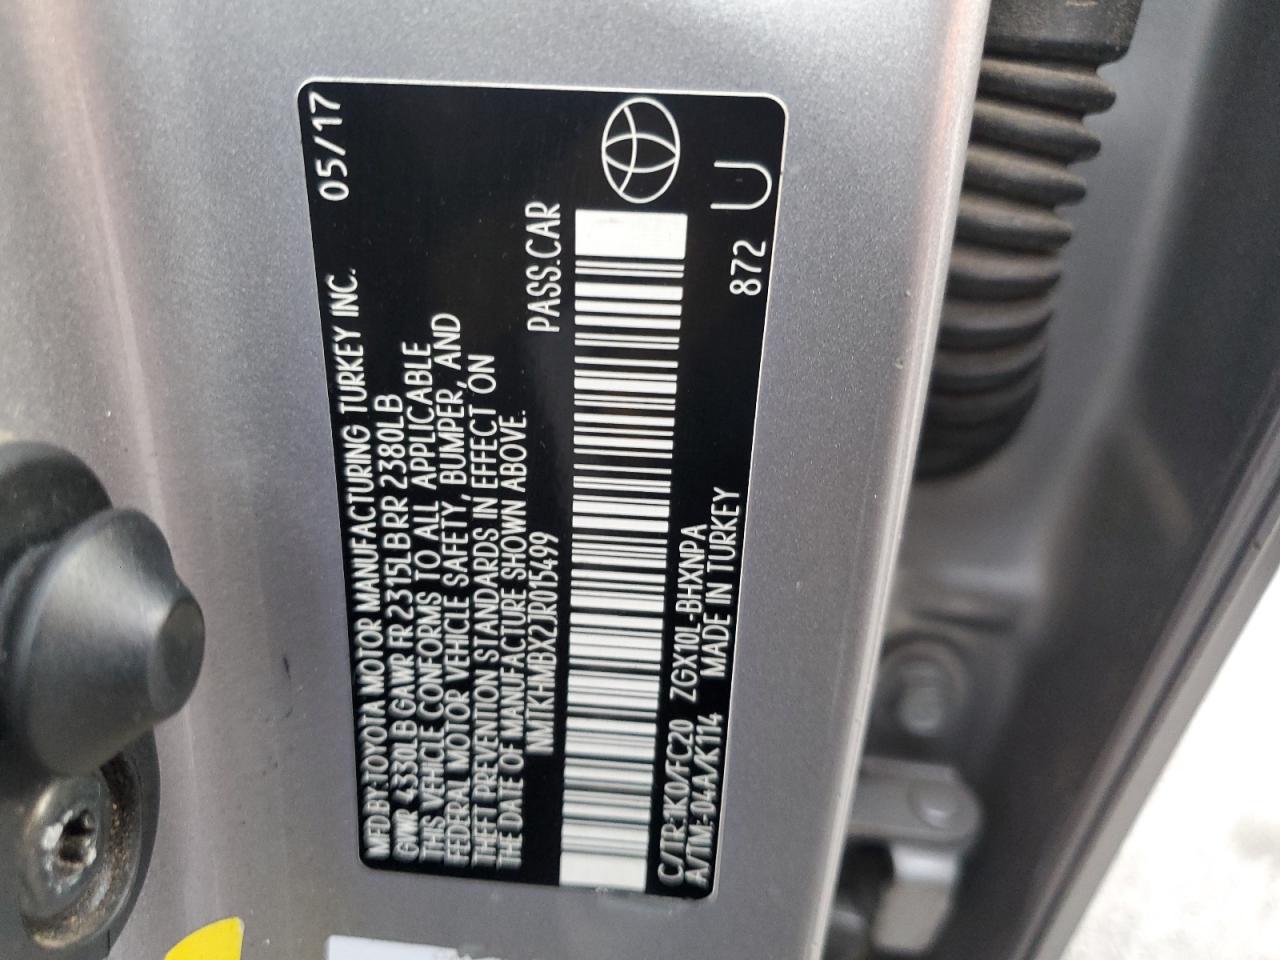 MFD.BY:TOYOTA MOTOR MANUFACTURING TURKEY INC. 05/17
GVWR 4330LB GAWR FR 2315LB RR 2380LB
THIS VEHICLE CONFORMS TO ALL APPLICABLE
FEDERAL MOTOR VEHICLE SAFETY, BUMPER, AND
THEFT PREVENTION STANDARDS IN EFFECT ON
THE DATE OF MANUFACTURE SHOWN ABOVE.
NMTKHMBX2JR015499 PASS.CAR
C/TR:1K0/FC20 ZGX10L-BHXNPA 872
A/TM:-04A/K114 MADE IN TURKEY U